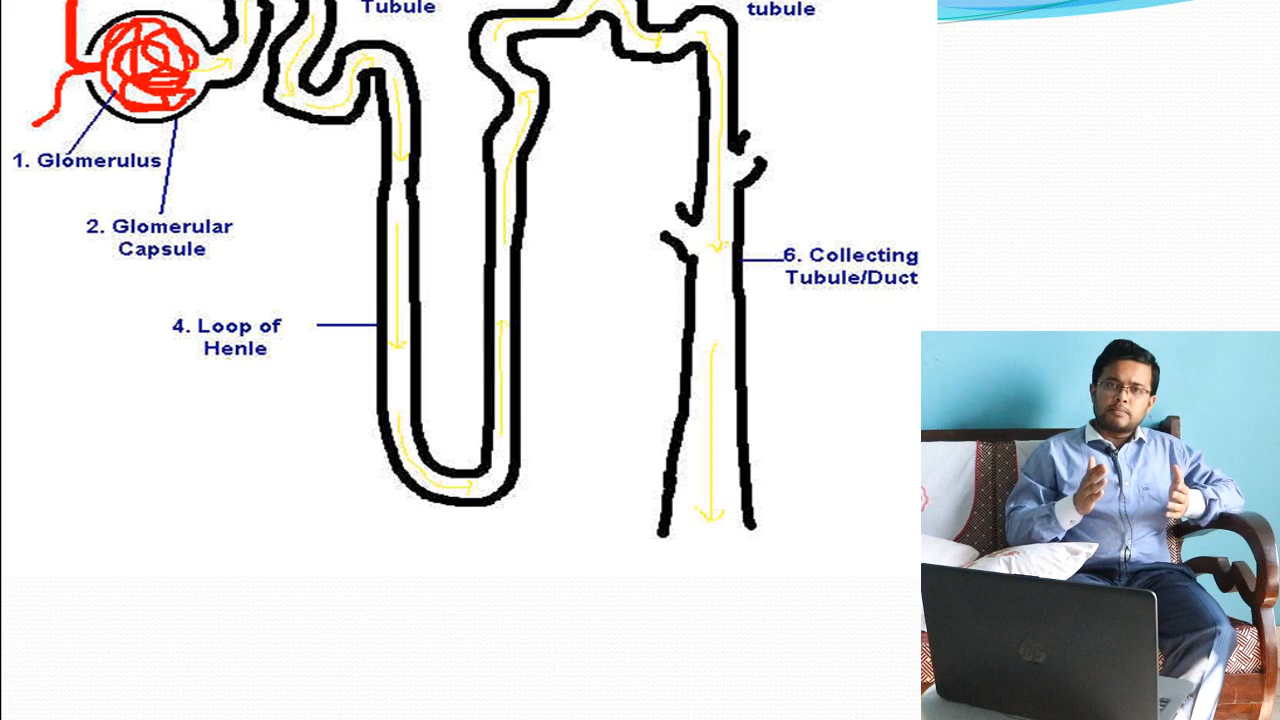 Tubule
tubule
1. Glomerulus
2. Glomerular
Capsule
6. Collecting
Tubule/Duct
4. Loop of
Henle